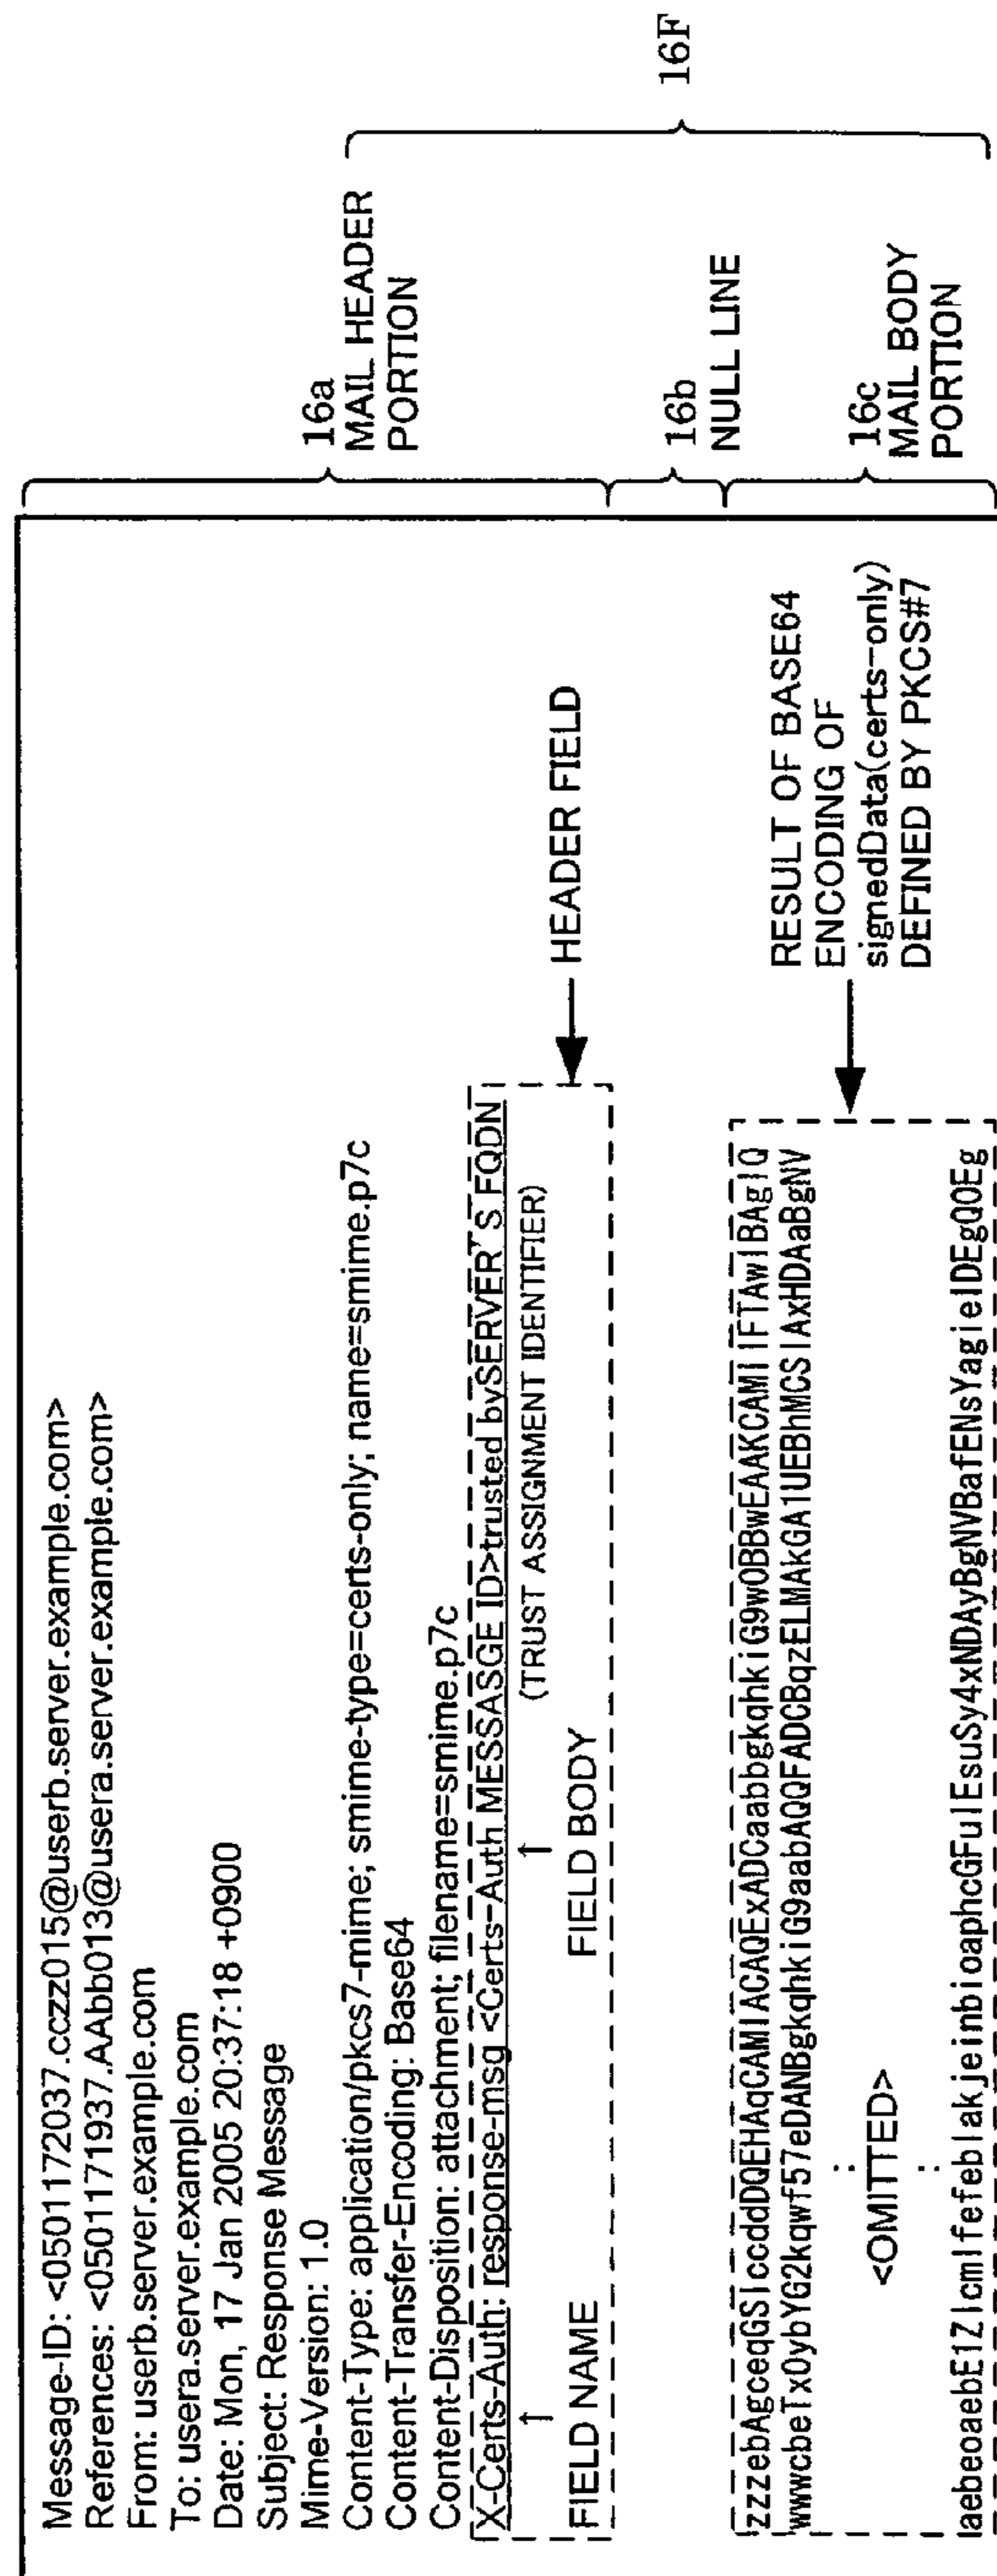 Message-ID: <0501172037.cczz015@userb.server.example.com>
References: <0501171937.AAbb013@usera.server.example.com>
From: userb.server.example.com
To: usera.server.example.com
Date: Mon, 17 Jan 2005 20:37:18 +0900
Subject: Response Message
Mime-Version: 1.0
Content-Type: application/pkcs7-mime; smime-type=certs-only; name=smime.p7c
Content-Transfer-Encoding: Base64
Content-Disposition: attachment; filename=smime.p7c
X-Certs-Auth: response-msg <Certs-Auth MESSASGE ID>trusted bySERVER'S FQDN
↑ ↑ (TRUST ASSIGNMENT IDENTIFIER)
FIELD NAME FIELD BODY
HEADER FIELD
zzzebAgceqGSIccddDQEHAqCAMIACAQExADCaabbgkqhkiG9w0BBwEAAKCAMIIFTAwIBAgIQ
wwwcbeTxOybYG2kqwf57eDANBgkqhkiG9aabAQQFADCBqzELMAkGA1UEBhMCSIAxHDAaBgNV
:
<OMITTED>
:
aebeoaebE1ZIcmlfefeblakjeinbioaphcGFulEsuSy4xNDAyBgNVBafENsYagieIDEgQOEg
RESULT OF BASE64
ENCODING OF
signedData(certs-only)
DEFINED BY PKCS#7
16a
MAIL HEADER
PORTION
16b
NULL LINE
16c
MAIL BODY
PORTION
16F